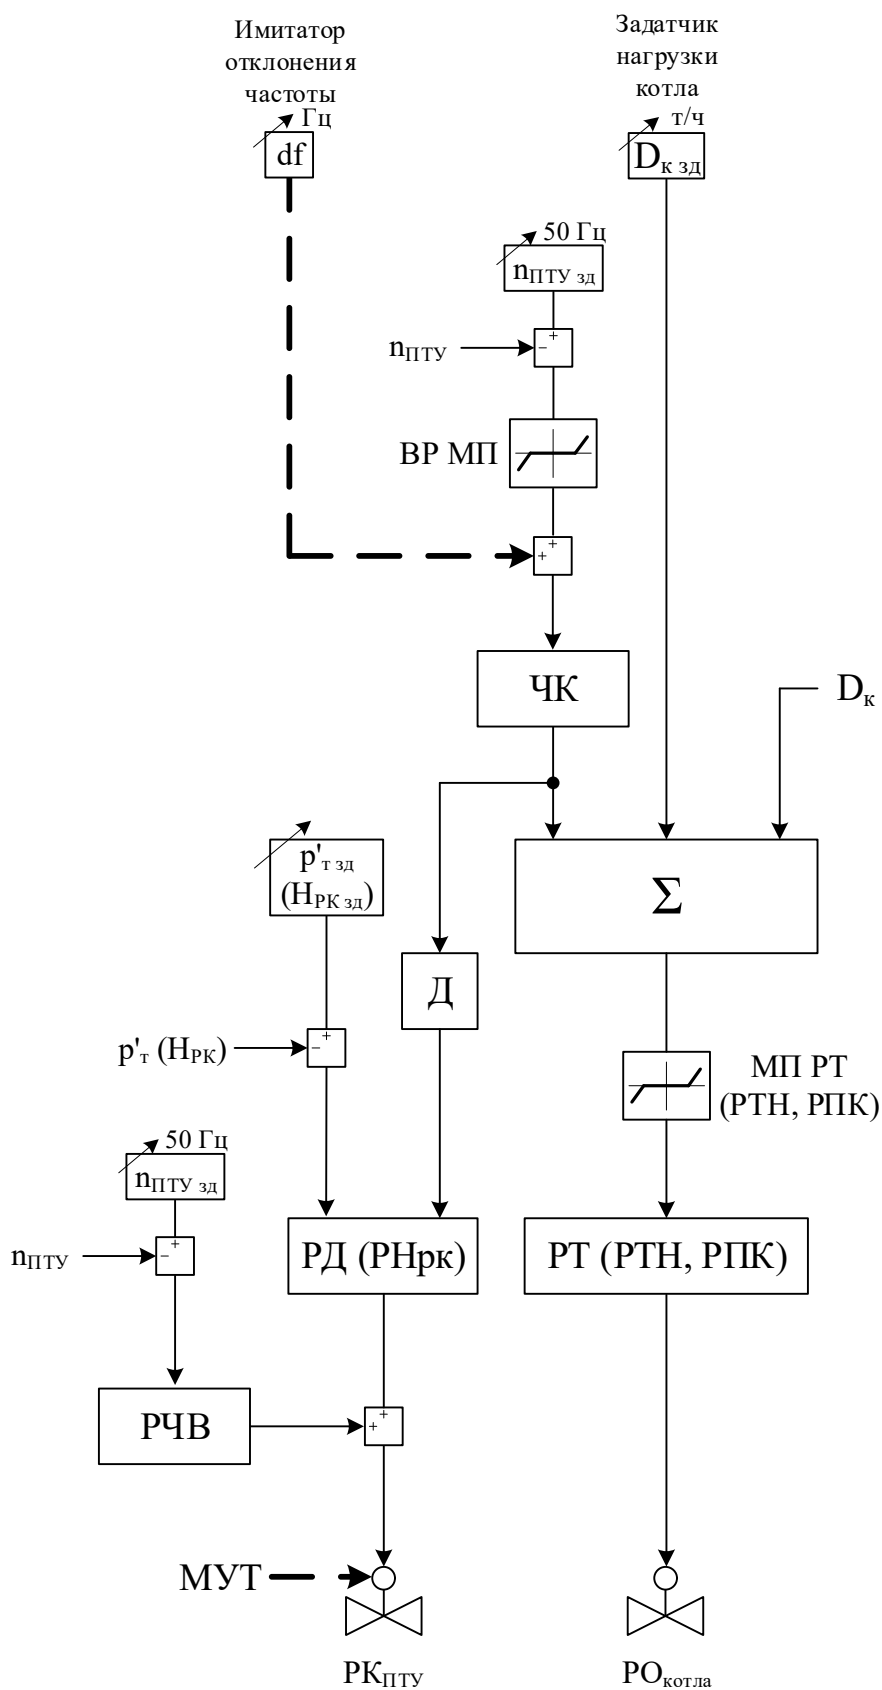 Имитатор
отклонения
частоты
Гц
df
Задатчик
нагрузки
котла
т/ч
Dк зд
50 Гц
nПТУ зд
+
−
nПТУ
ВР МП
+
+
ЧК
Dк
p'т зд
(HРК зд)
Σ
Д
+
−
p'т (HРК)
МП РТ
(РТН, РПК)
50 Гц
nПТУ зд
+
−
nПТУ
РД (РНрк)
РТ (РТН, РПК)
РЧВ
+
+
МУТ
РКПТУ
РОкотла